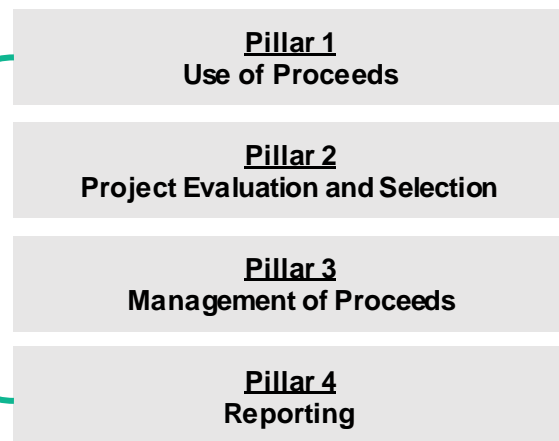 Pillar 1
Use of Proceeds
Pillar 2
Project Evaluation and Selection
Pillar 3
Management of Proceeds
Pillar 4
Reporting